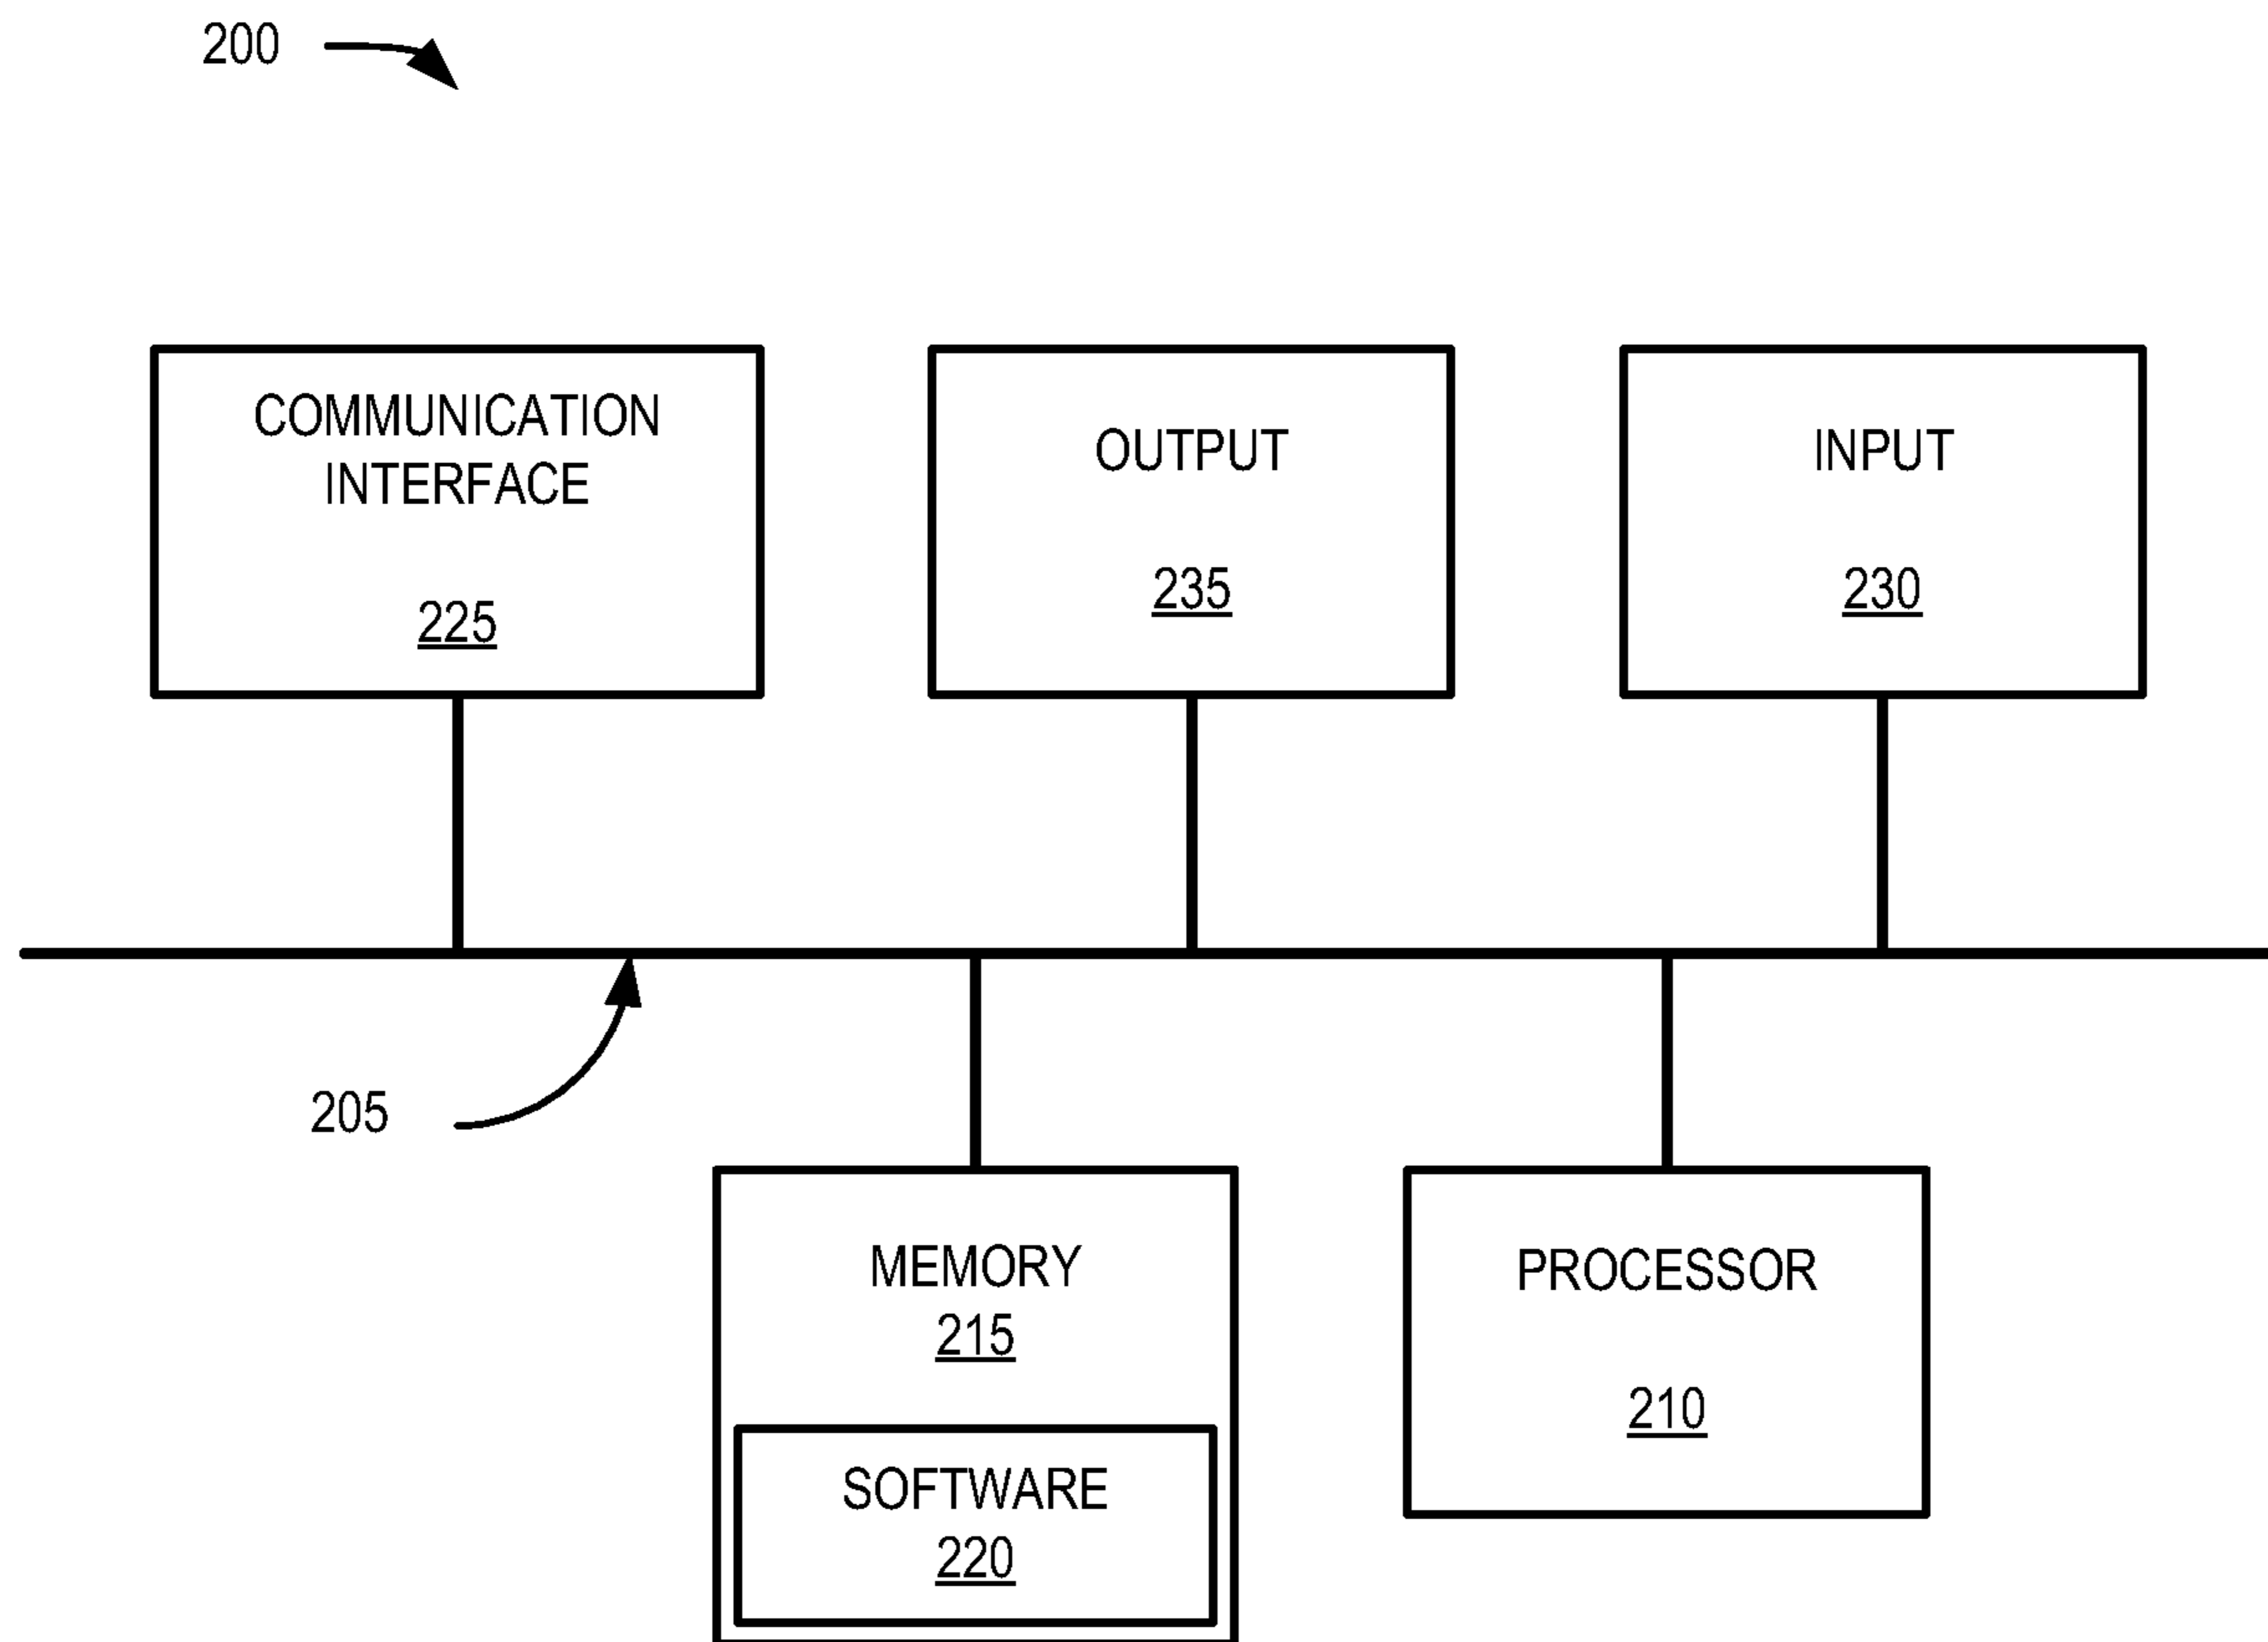 200
COMMUNICATION
INTERFACE
225
OUTPUT
235
INPUT
230
205
MEMORY
215
SOFTWARE
220
PROCESSOR
210